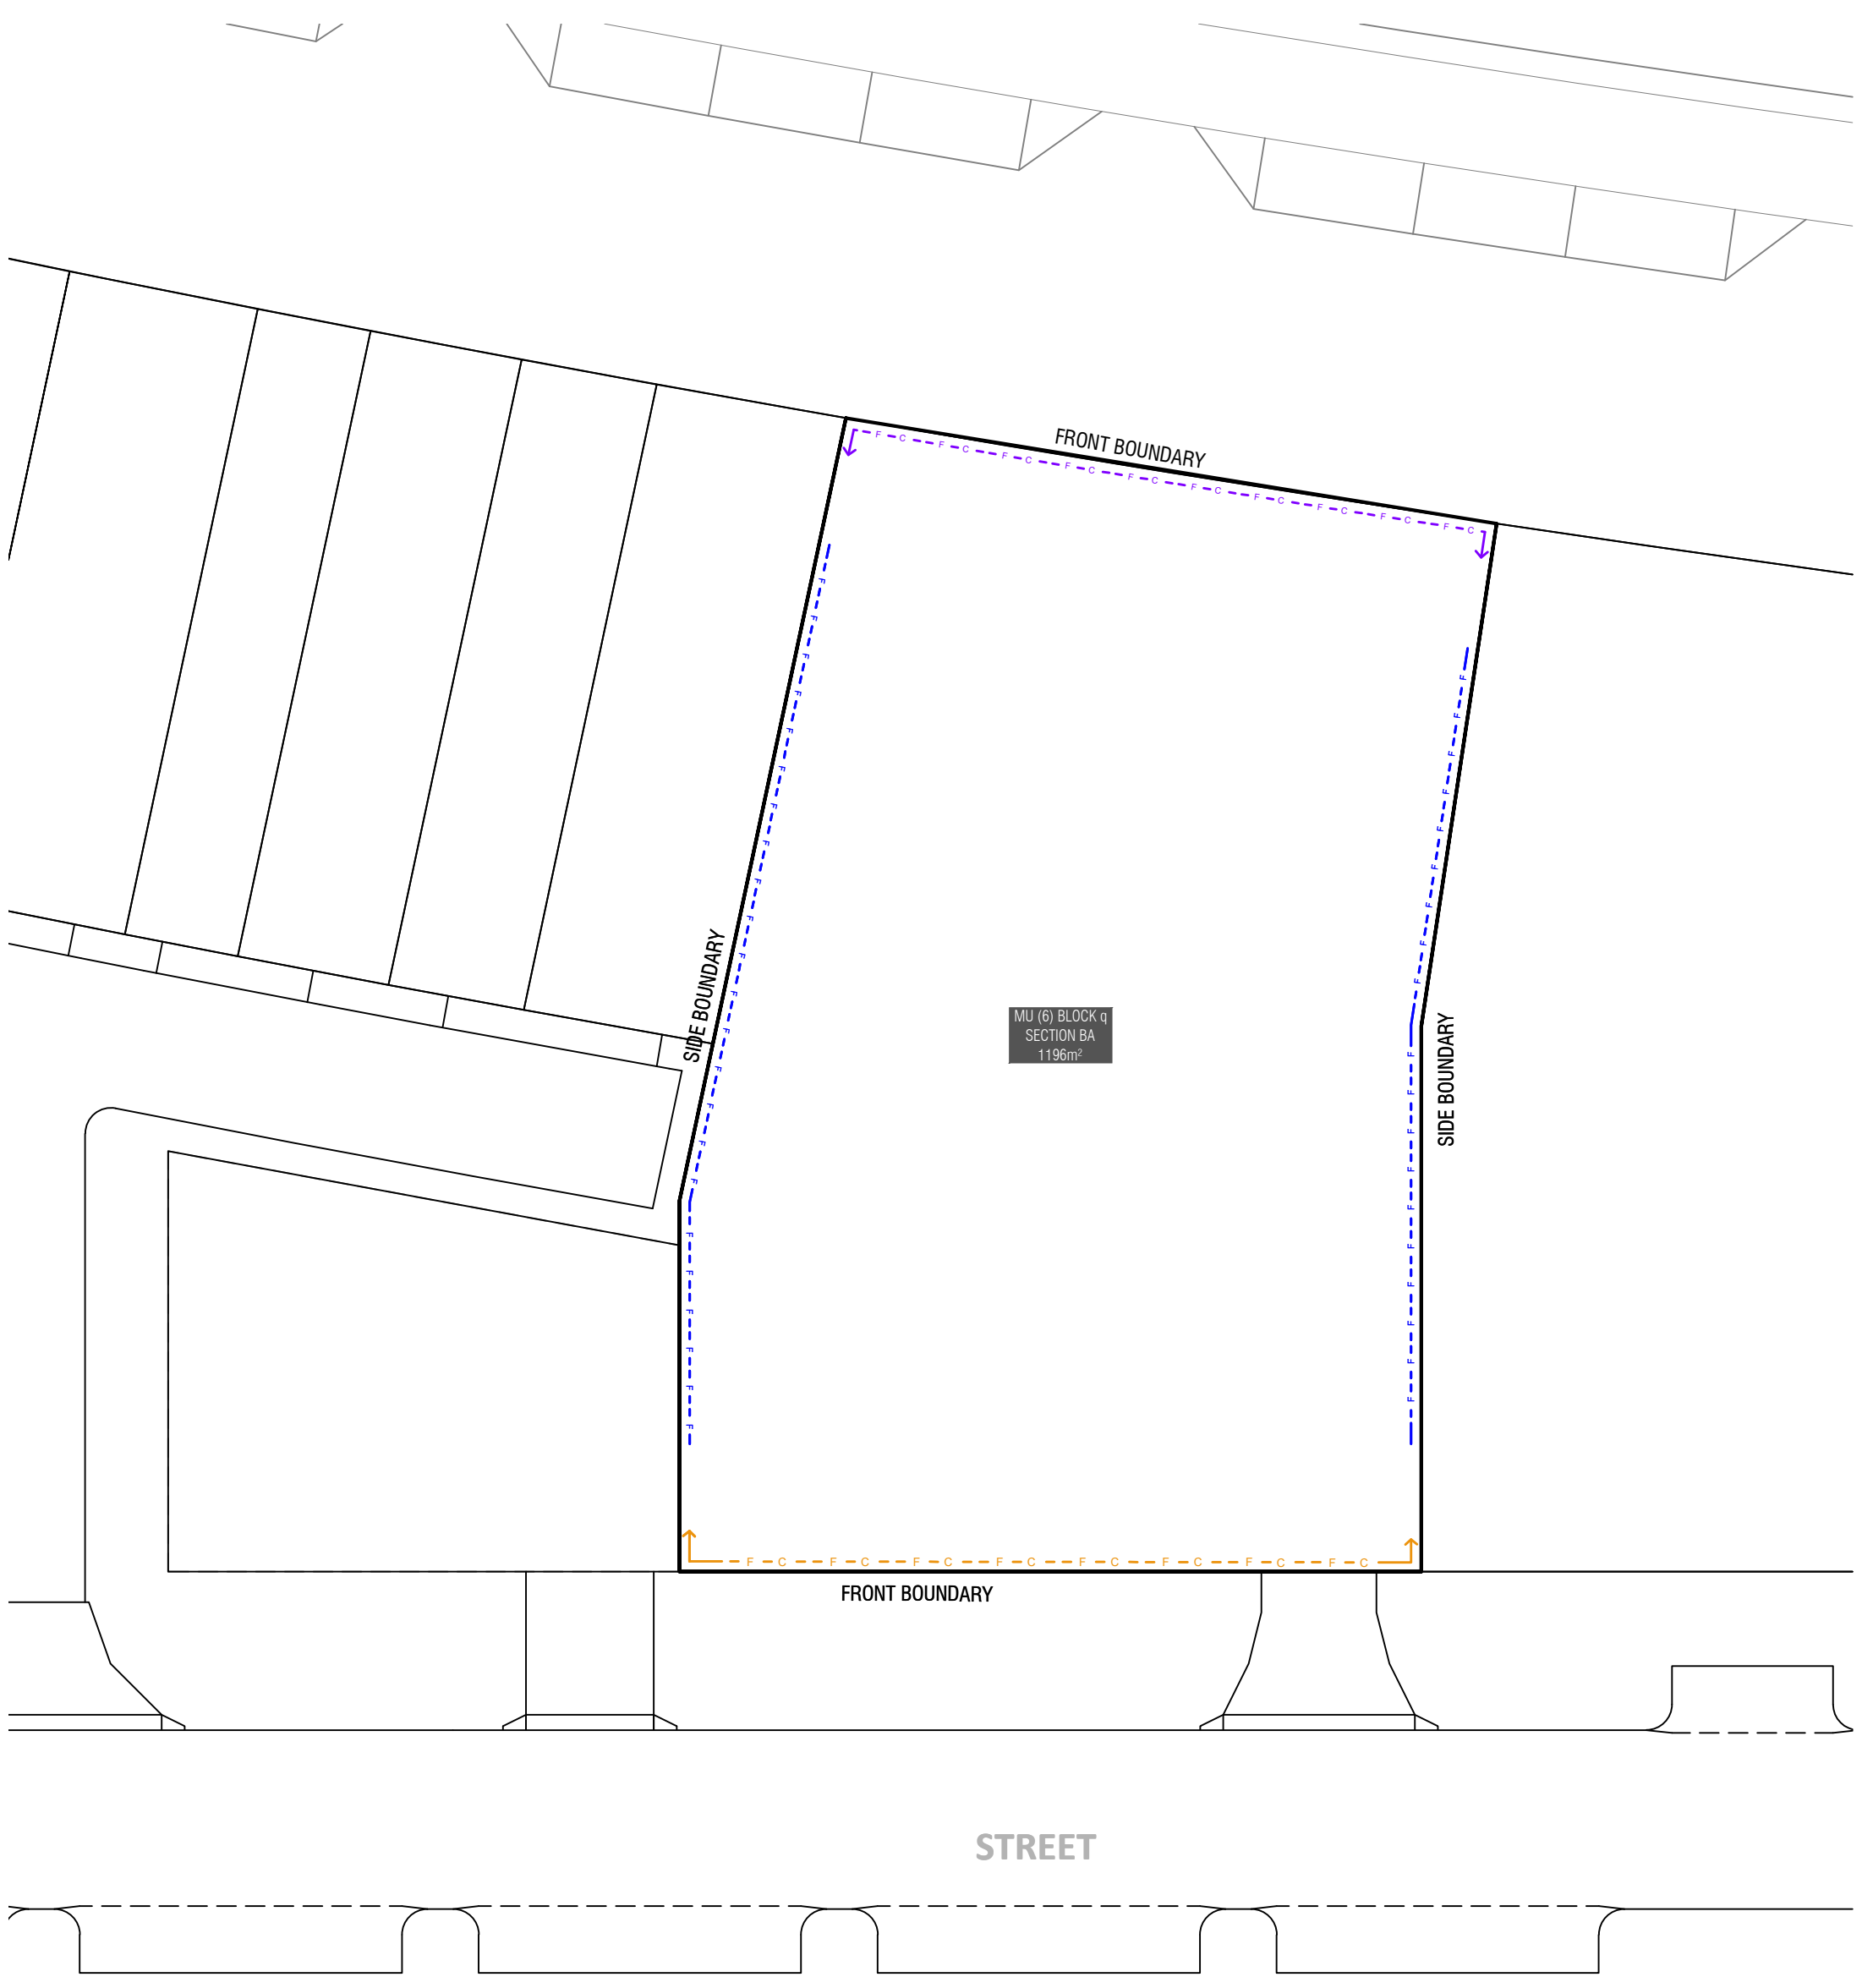 FRONT BOUNDARY
F C F C F C F C F C F C F C F C F C F C
F F F F F F F F F F F F F F F F F
F F F F F F F F F
SIDE BOUNDARY
MU (6) BLOCK q
SECTION BA
1196m²
SIDE BOUNDARY
F F F F F F
F F F F F F F F F F
F C F C F C F C F C F C F C F C
FRONT BOUNDARY
STREET